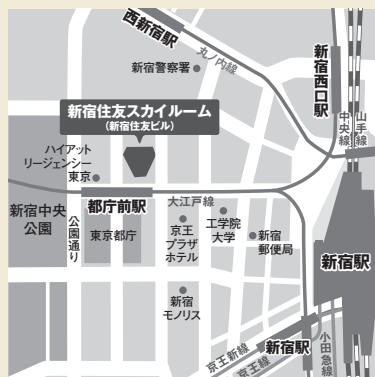 西新宿駅
丸ノ内線
新宿警察署
新宿西口駅
中央線
山手線
新宿住友スカイルーム
(新宿住友ビル)
ハイアット
リージェンシー
東京
都庁前駅
大江戸線
新宿中央
公園
公園通り
東京都庁
京王
プラザ
ホテル
工学院
大学
新宿
郵便局
新宿駅
新宿
モノリス
新宿駅
京王新線
京王線
小田急線